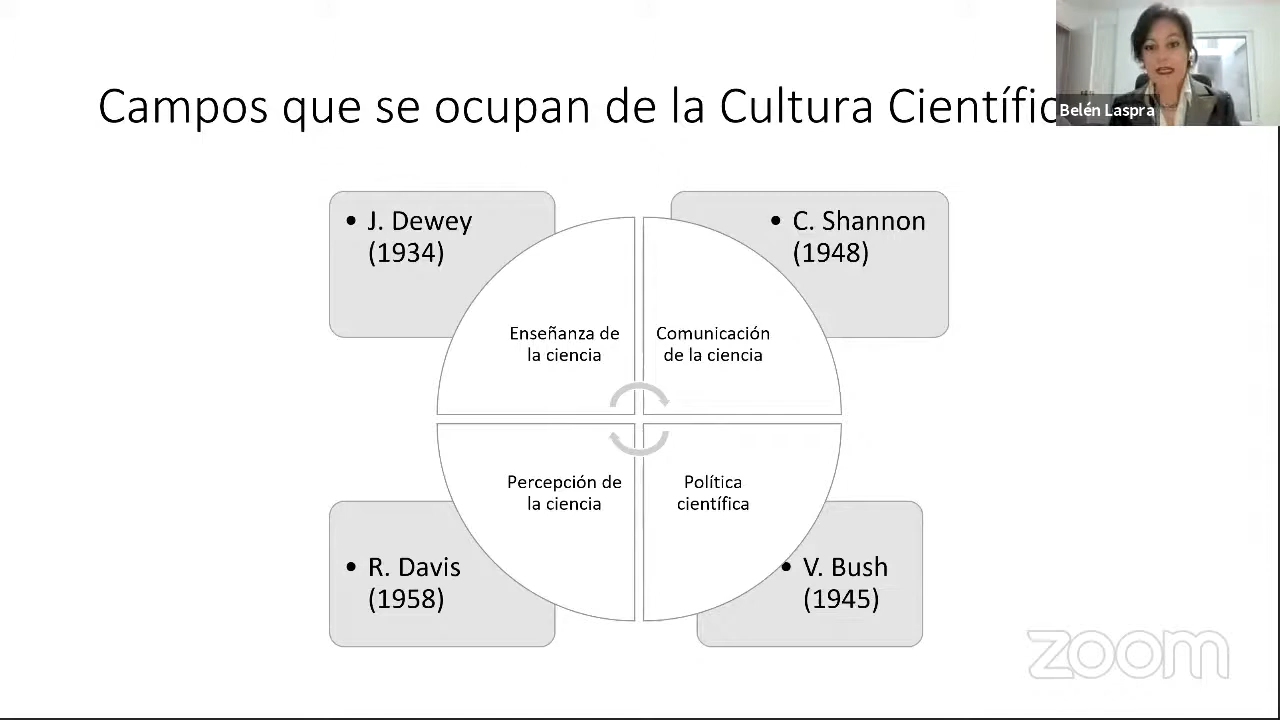 Campos que se ocupan de la Cultura Científic
Belén Laspra
• J. Dewey
(1934)
• C. Shannon
(1948)
Enseñanza de
la ciencia
Comunicación
de la ciencia
Percepción de
la ciencia
Política
científica
• R. Davis
(1958)
• V. Bush
(1945)
zoom